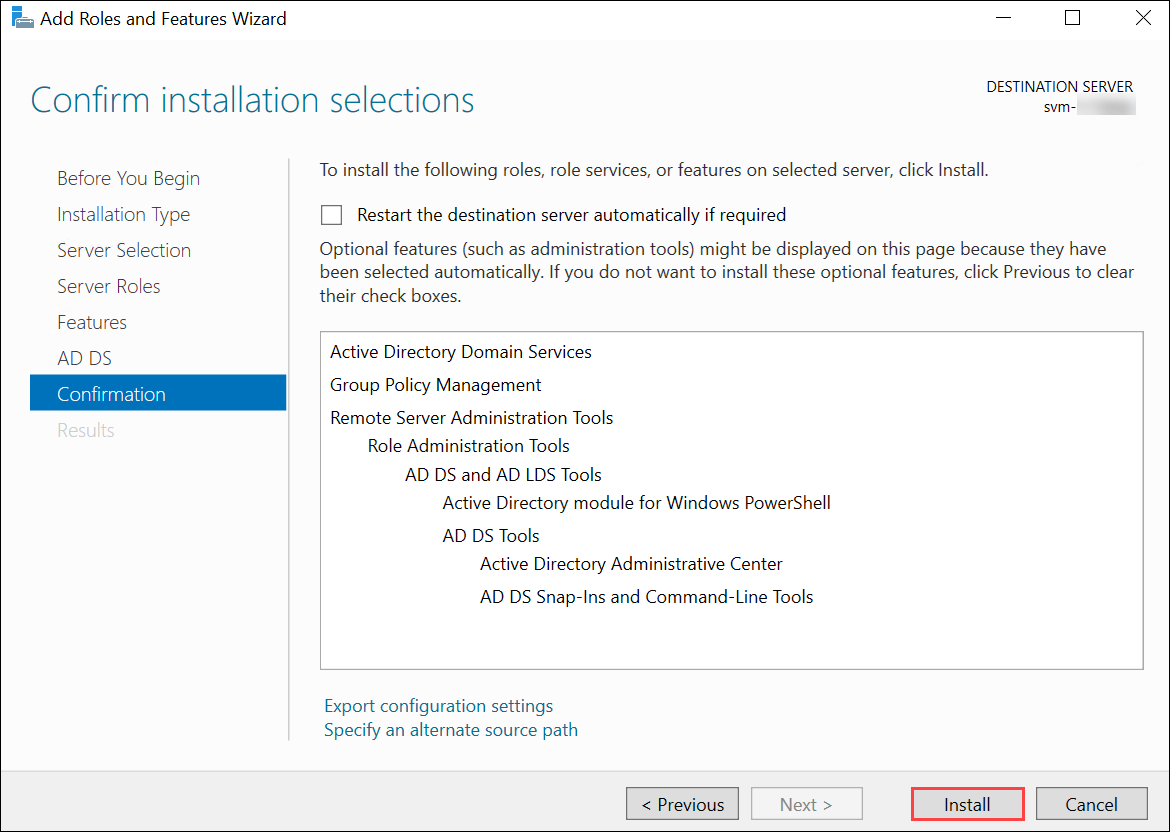 Add Roles and Features Wizard
Confirm installation selections
DESTINATION SERVER
svm-
Before You Begin
Installation Type
Server Selection
Server Roles
Features
AD DS
Confirmation
Results
To install the following roles, role services, or features on selected server, click Install.
Restart the destination server automatically if required
Optional features (such as administration tools) might be displayed on this page because they have
been selected automatically. If you do not want to install these optional features, click Previous to clear
their check boxes.
Active Directory Domain Services
Group Policy Management
Remote Server Administration Tools
Role Administration Tools
AD DS and AD LDS Tools
Active Directory module for Windows PowerShell
AD DS Tools
Active Directory Administrative Center
AD DS Snap-Ins and Command-Line Tools
Export configuration settings
Specify an alternate source path
< Previous
Next >
Install
Cancel